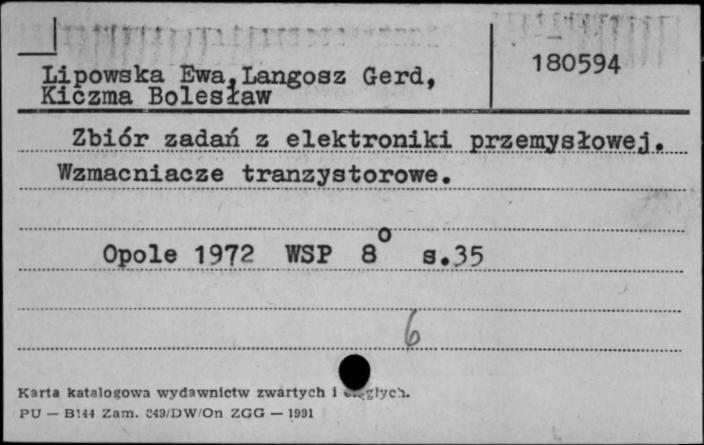 180594
Lipowska Ewa,Langosz Gerd,
Kiczma Bolesław
Zbiór zadań z elektroniki przemysłowej.
Wzmacniacze tranzystorowe.
Opole 1972 WSP 8° s.35
6
Karta katalogowa wydawnictw zwartych i
PU — B144 Zam. 249/DW/On ZGG — 1991